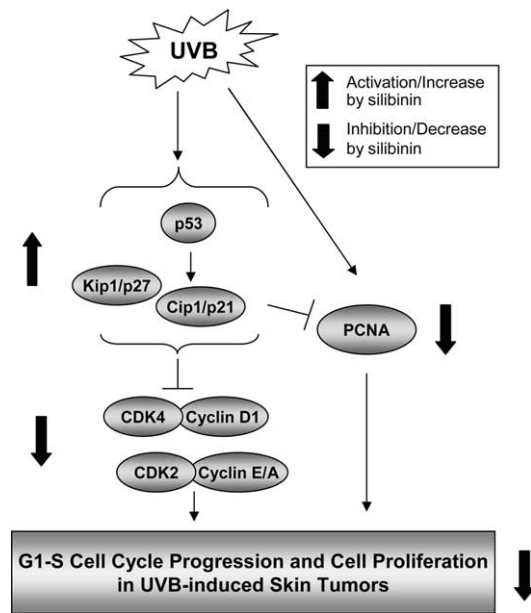 UVB
Activation/Increase
by silibinin
Inhibition/Decrease
by silibinin
p53
Kip1/p27
Cip1/p21
PCNA
CDK4
Cyclin D1
CDK2
Cyclin E/A
G1-S Cell Cycle Progression and Cell Proliferation
in UVB-induced Skin Tumors